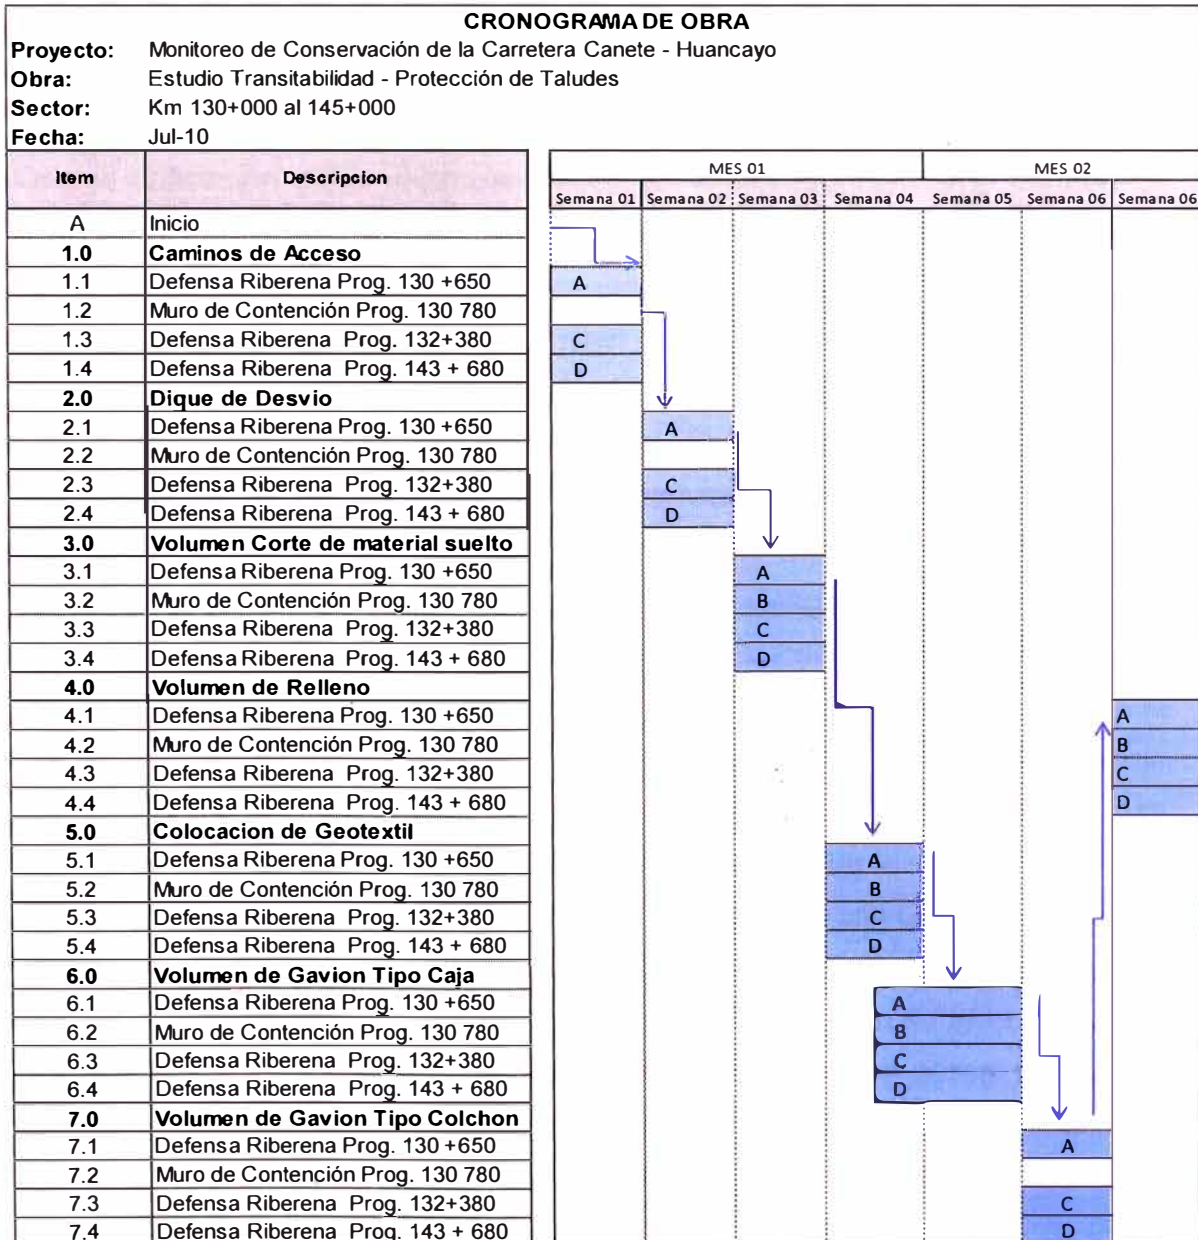 CRONOGRAMA DE OBRA
Proyecto: Monitoreo de Conservación de la Carretera Canete - Huancayo
Obra: Estudio Transitabilidad - Protección de Taludes
Sector: Km 130+000 al 145+000
Fecha: Jul-10
Item Descripcion MES 01 MES 02
Semana 01 Semana 02 Semana 03 Semana 04 Semana 05 Semana 06 Semana 06
A Inicio
1.0 Caminos de Acceso
1.1 Defensa Riberena Prog. 130 +650 A
1.2 Muro de Contención Prog. 130 780
1.3 Defensa Riberena Prog. 132+380 C
1.4 Defensa Riberena Prog. 143 + 680 D
2.0 Dique de Desvio
2.1 Defensa Riberena Prog. 130 +650 A
2.2 Muro de Contención Prog. 130 780
2.3 Defensa Riberena Prog. 132+380 C
2.4 Defensa Riberena Prog. 143 + 680 D
3.0 Volumen Corte de material suelto
3.1 Defensa Riberena Prog. 130 +650 A
3.2 Muro de Contención Prog. 130 780 B
3.3 Defensa Riberena Prog. 132+380 C
3.4 Defensa Riberena Prog. 143 + 680 D
4.0 Volumen de Relleno
4.1 Defensa Riberena Prog. 130 +650 A
4.2 Muro de Contención Prog. 130 780 B
4.3 Defensa Riberena Prog. 132+380 C
4.4 Defensa Riberena Prog. 143 + 680 D
5.0 Colocacion de Geotextil
5.1 Defensa Riberena Prog. 130 +650 A
5.2 Muro de Contención Prog. 130 780 B
5.3 Defensa Riberena Prog. 132+380 C
5.4 Defensa Riberena Prog. 143 + 680 D
6.0 Volumen de Gavion Tipo Caja
6.1 Defensa Riberena Prog. 130 +650 A
6.2 Muro de Contención Prog. 130 780 B
6.3 Defensa Riberena Prog. 132+380 C
6.4 Defensa Riberena Prog. 143 + 680 D
7.0 Volumen de Gavion Tipo Colchon
7.1 Defensa Riberena Prog. 130 +650 A
7.2 Muro de Contención Prog. 130 780
7.3 Defensa Riberena Prog. 132+380 C
7.4 Defensa Riberena Prog. 143 + 680 D